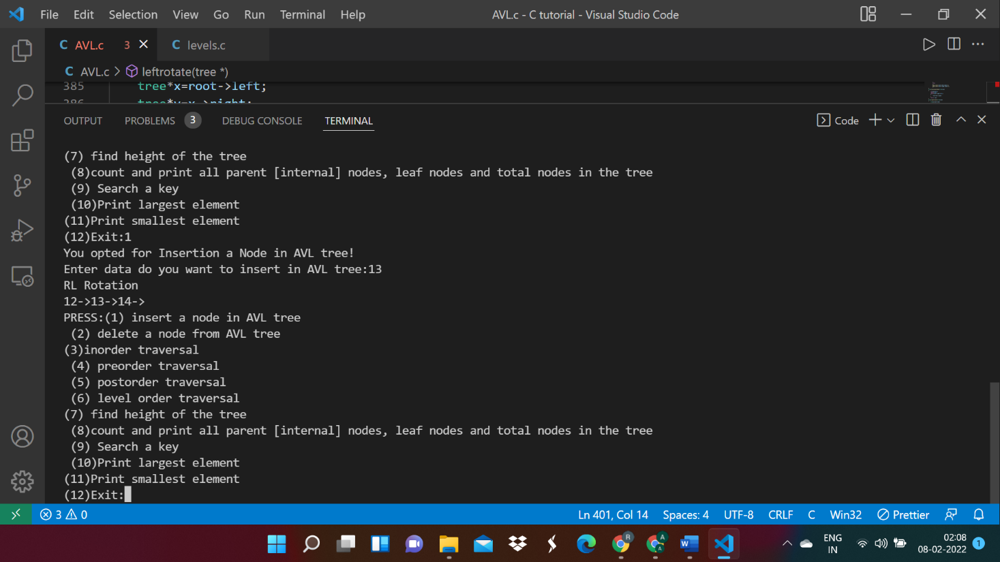 File Edit Selection View Go Run Terminal Help AVL.c - C tutorial - Visual Studio Code
C AVL.c 3 C levels.c
C AVL.c > leftrotate(tree *)
385 tree*x=root->left;
386 tree*y=x->right;
OUTPUT PROBLEMS 3 DEBUG CONSOLE TERMINAL Code
(7) find height of the tree
(8)count and print all parent [internal] nodes, leaf nodes and total nodes in the tree
(9) Search a key
(10)Print largest element
(11)Print smallest element
(12)Exit:1
You opted for Insertion a Node in AVL tree!
Enter data do you want to insert in AVL tree:13
RL Rotation
12->13->14->
PRESS:(1) insert a node in AVL tree
(2) delete a node from AVL tree
(3)inorder traversal
(4) preorder traversal
(5) postorder traversal
(6) level order traversal
(7) find height of the tree
(8)count and print all parent [internal] nodes, leaf nodes and total nodes in the tree
(9) Search a key
(10)Print largest element
(11)Print smallest element
(12)Exit:
3 0 Ln 401, Col 14 Spaces: 4 UTF-8 CRLF C Win32 Prettier
ENG 02:08
IN 08-02-2022 1